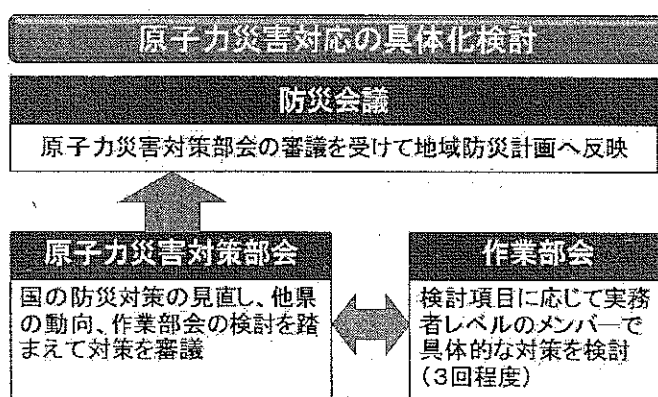 原子力災害対応の具体化検討
防災会議
原子力災害対策部会の審議を受けて地域防災計画へ反映
原子力災害対策部会
国の防災対策の見直し、他県
の動向、作業部会の検討を踏
まえて対策を審議
作業部会
検討項目に応じて実務
者レベルのメンバーで
具体的な対策を検討
(3回程度)